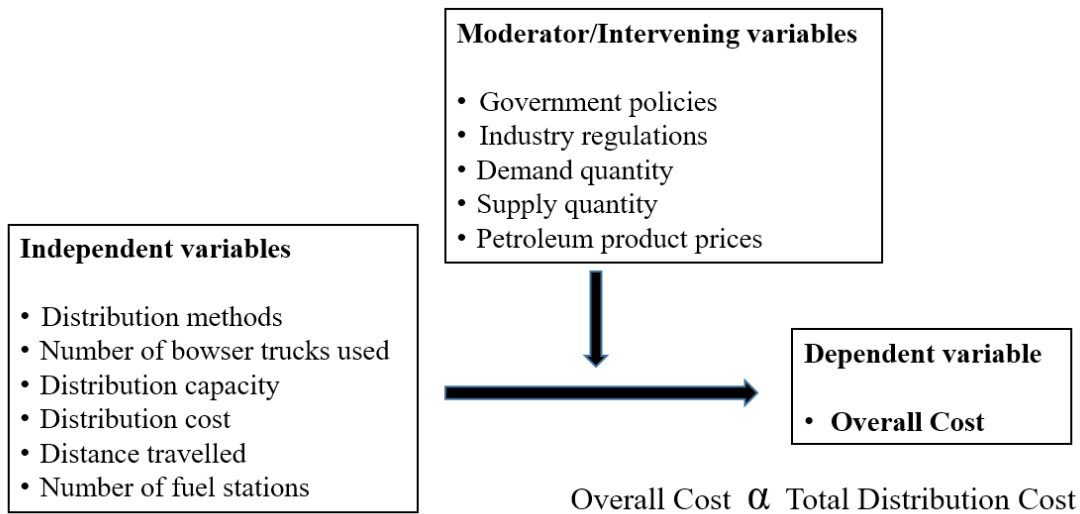 Moderator/Intervening variables
• Government policies
• Industry regulations
• Demand quantity
• Supply quantity
• Petroleum product prices
Independent variables
• Distribution methods
• Number of bowser trucks used
• Distribution capacity
• Distribution cost
• Distance travelled
• Number of fuel stations
Dependent variable
• Overall Cost
Overall Cost α Total Distribution Cost